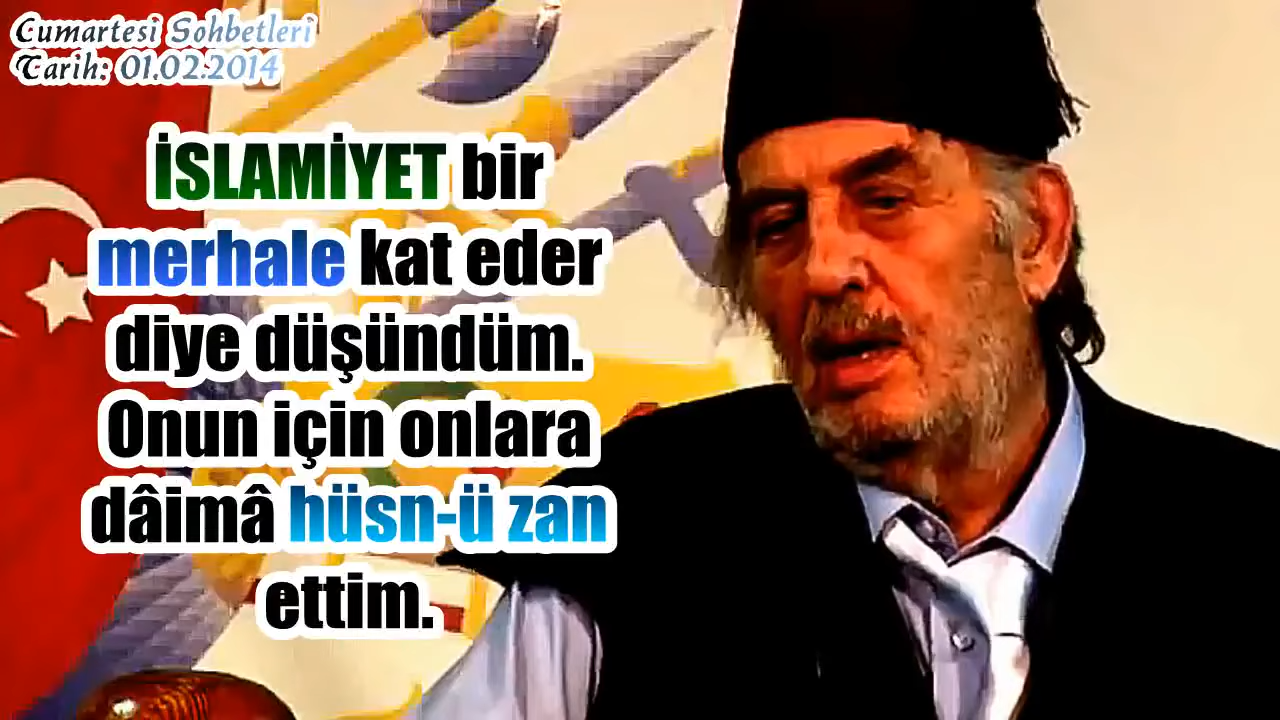 Cumartesi Sohbetleri
Tarih: 01.02.2014
İSLAMİYET bir
merhale kat eder
diye düşündüm.
Onun için onlara
dâimâ hüsn-ü zan
ettim.